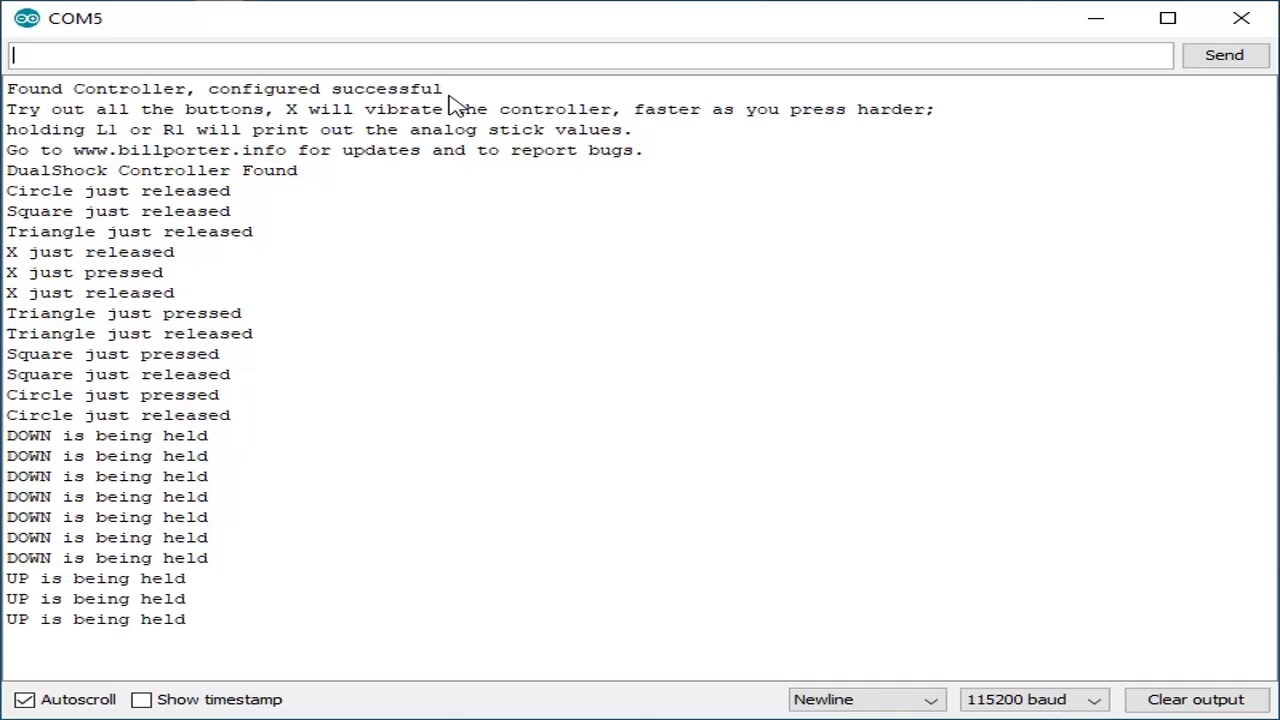 COM5
Send
Found Controller, configured successful
Try out all the buttons, X will vibrate the controller, faster as you press harder;
holding L1 or R1 will print out the analog stick values.
Go to www.billporter.info for updates and to report bugs.
DualShock Controller Found
Circle just released
Square just released
Triangle just released
X just released
X just pressed
X just released
Triangle just pressed
Triangle just released
Square just pressed
Square just released
Circle just pressed
Circle just released
DOWN is being held
DOWN is being held
DOWN is being held
DOWN is being held
DOWN is being held
DOWN is being held
DOWN is being held
UP is being held
UP is being held
UP is being held
Autoscroll Show timestamp Newline 115200 baud Clear output